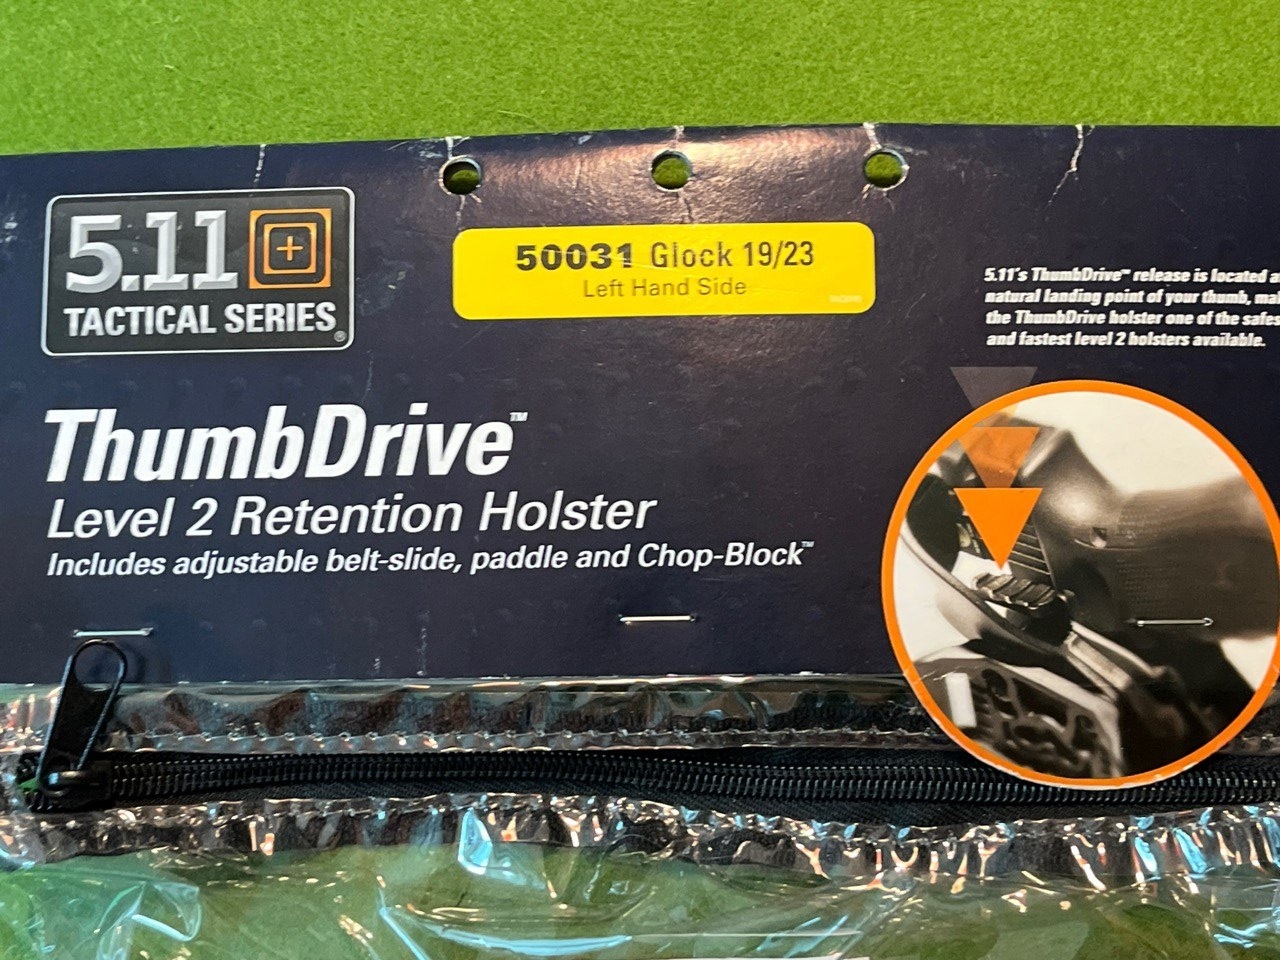 5.11
TACTICAL SERIES®
50031 Glock 19/23
Left Hand Side
5.11's ThumbDrive™ release is located
natural landing point of your thumb,
the ThumbDrive holster one of the
and fastest level 2 holsters available.
ThumbDrive™
Level 2 Retention Holster
Includes adjustable belt-slide, paddle and Chop-Block™